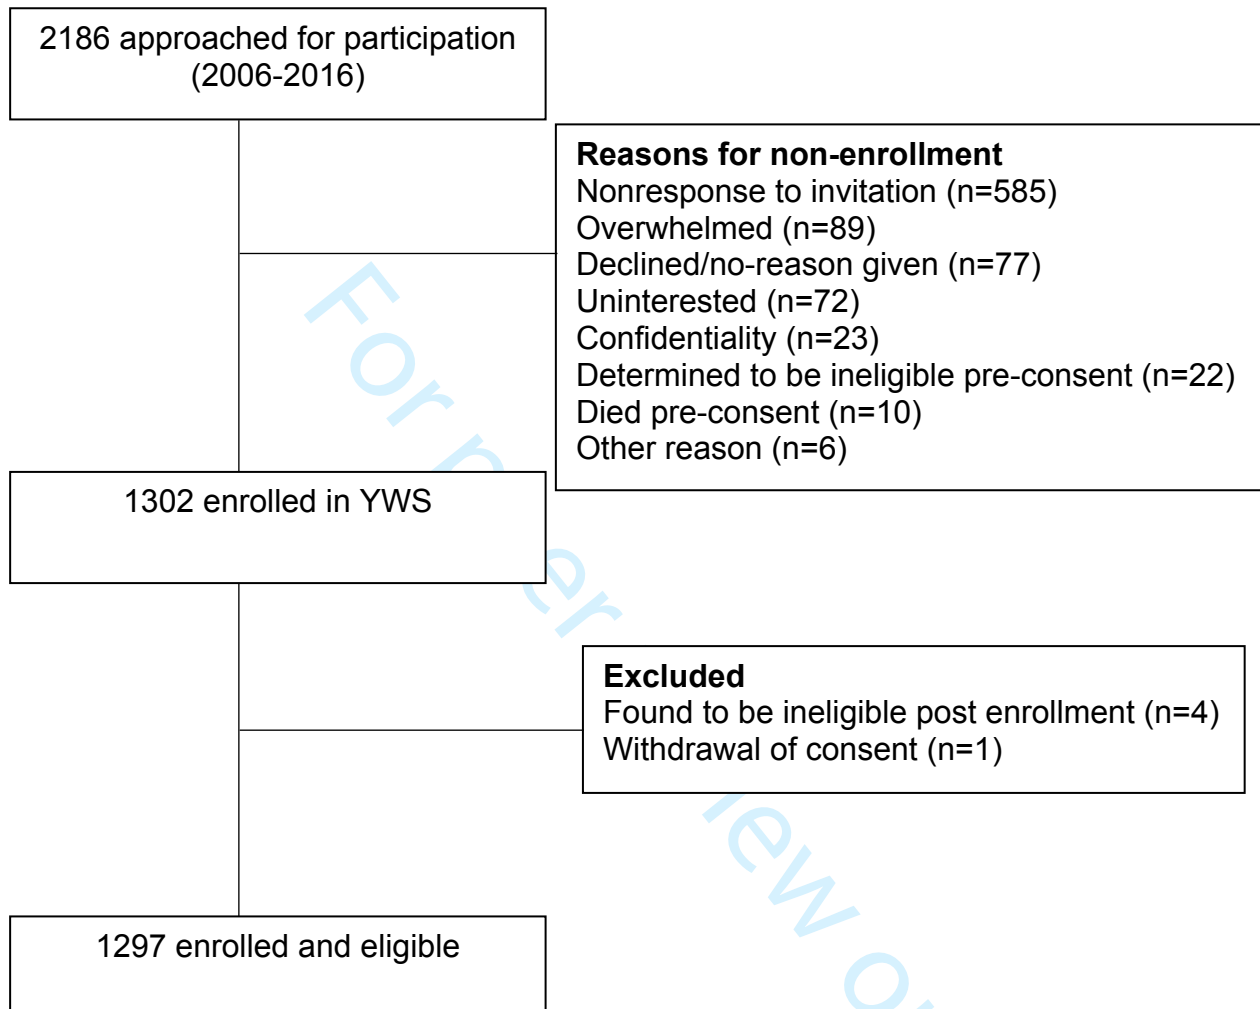 2186 approached for participation
(2006-2016)
Reasons for non-enrollment
Nonresponse to invitation (n=585)
Overwhelmed (n=89)
Declined/no-reason given (n=77)
Uninterested (n=72)
Confidentiality (n=23)
Determined to be ineligible pre-consent (n=22)
Died pre-consent (n=10)
Other reason (n=6)
1302 enrolled in YWS
Excluded
Found to be ineligible post enrollment (n=4)
Withdrawal of consent (n=1)
1297 enrolled and eligible
For